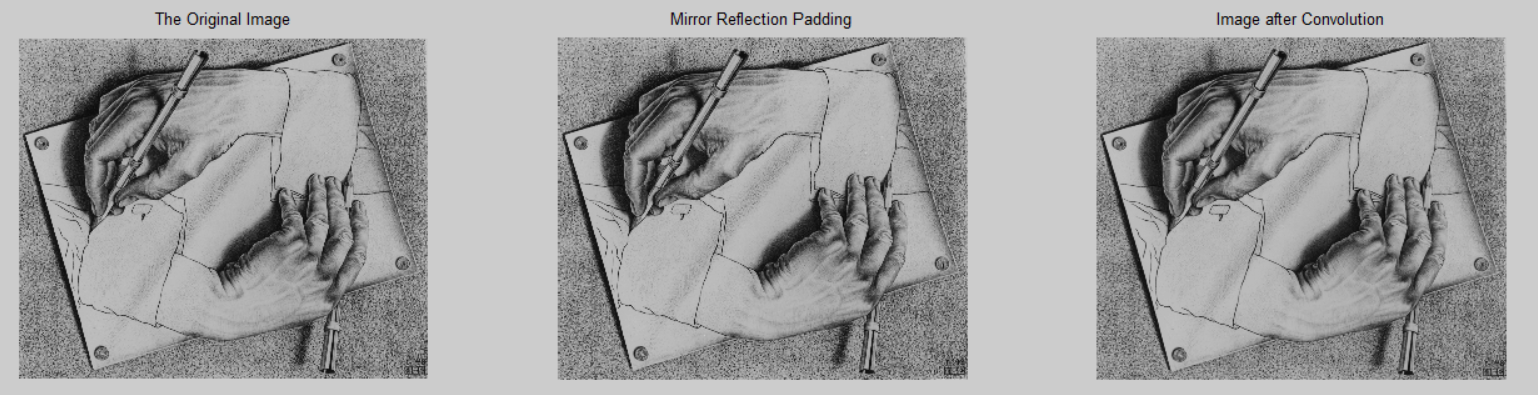 The Original Image
Mirror Reflection Padding
Image after Convolution